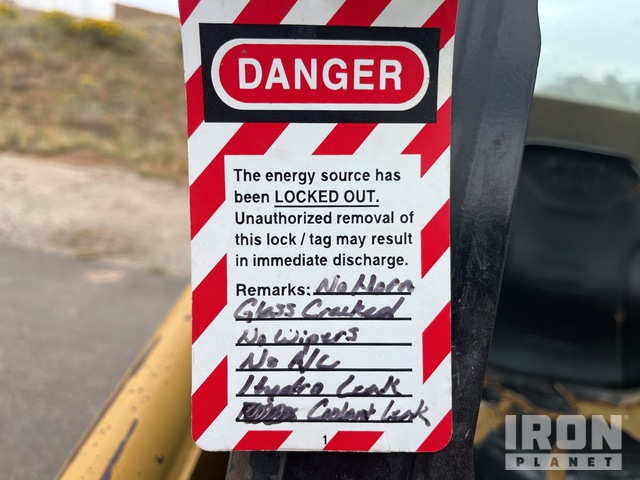 DANGER
The energy source has
been LOCKED OUT.
Unauthorized removal of
this lock / tag may result
in immediate discharge.
Remarks: No Horn
Glass Cracked
No Wipers
No A/C
Hydro Leak
Coolant Leak
1
IRON
PLANET